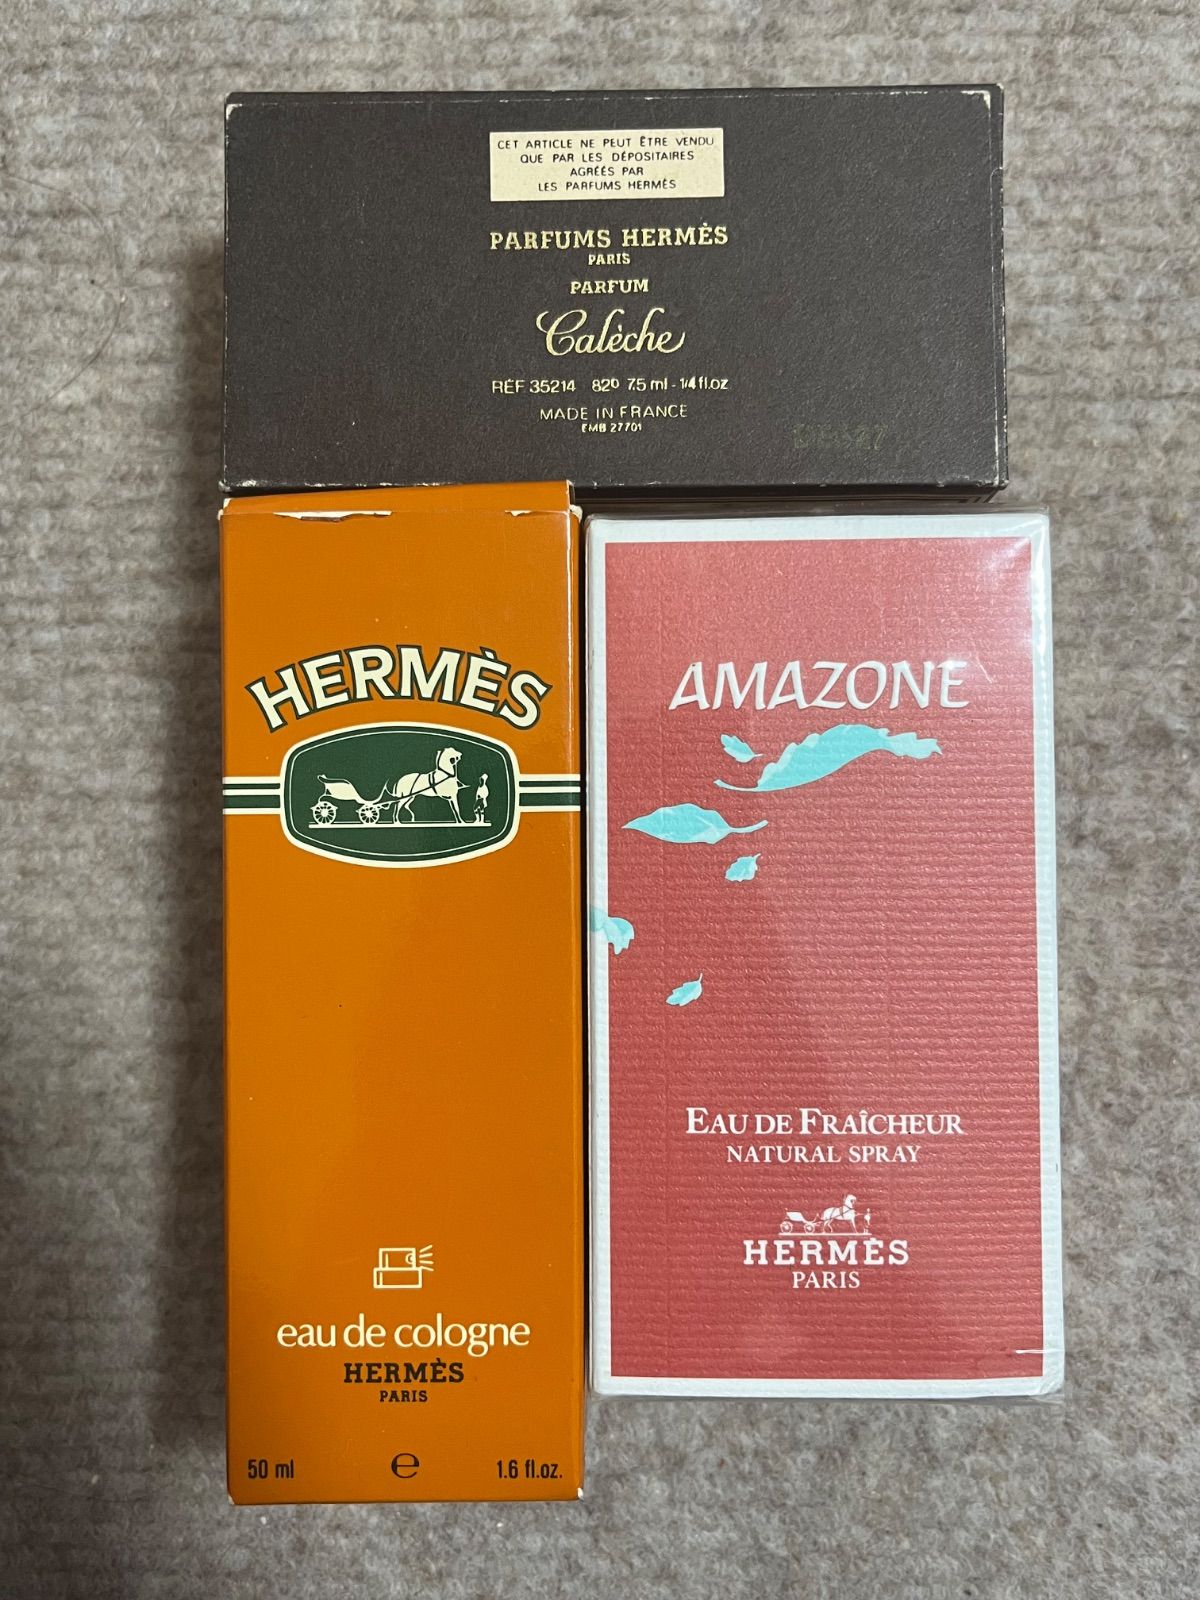 CET ARTICLE NE PEUT ÊTRE VENDU
QUE PAR LES DÉPOSITAIRES
AGRÉÉS PAR
LES PARFUMS HERMÈS
PARFUMS HERMÈS
PARIS
PARFUM
Calèche
RÉF 35214 82º 7.5 ml - 1/4 fl.oz
MADE IN FRANCE
EMB 27701
HERMÈS
eau de cologne
HERMÈS
PARIS
50 ml e 1.6 fl.oz.
AMAZONE
EAU DE FRAÎCHEUR
NATURAL SPRAY
HERMÈS
PARIS